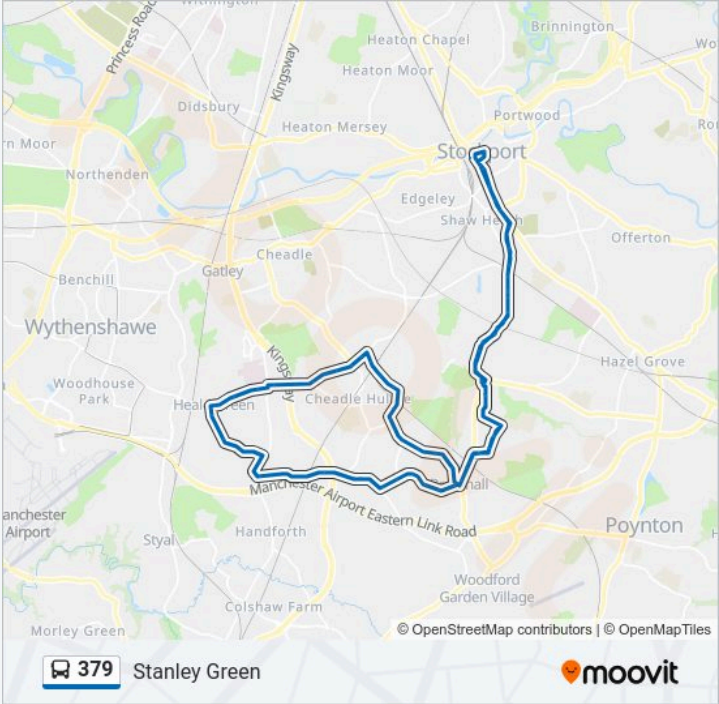 Withington
Brinnington
Princess Road
Kingsway
Heaton Chapel
Heaton Moor
Didsbury
Portwood
Heaton Mersey
Stockport
Northenden
Edgeley
Shaw Heath
Offerton
Cheadle
Gatley
Benchill
Wythenshawe
Hazel Grove
Kingsway
Woodhouse
Park
Cheadle Hulme
Heald Green
Manchester Airport Eastern Link Road
anchester
Airport
Poynton
Handforth
Styal
Woodford
Garden Village
Colshaw Farm
Morley Green
© OpenStreetMap contributors | © OpenMapTiles
379 Stanley Green
moovit